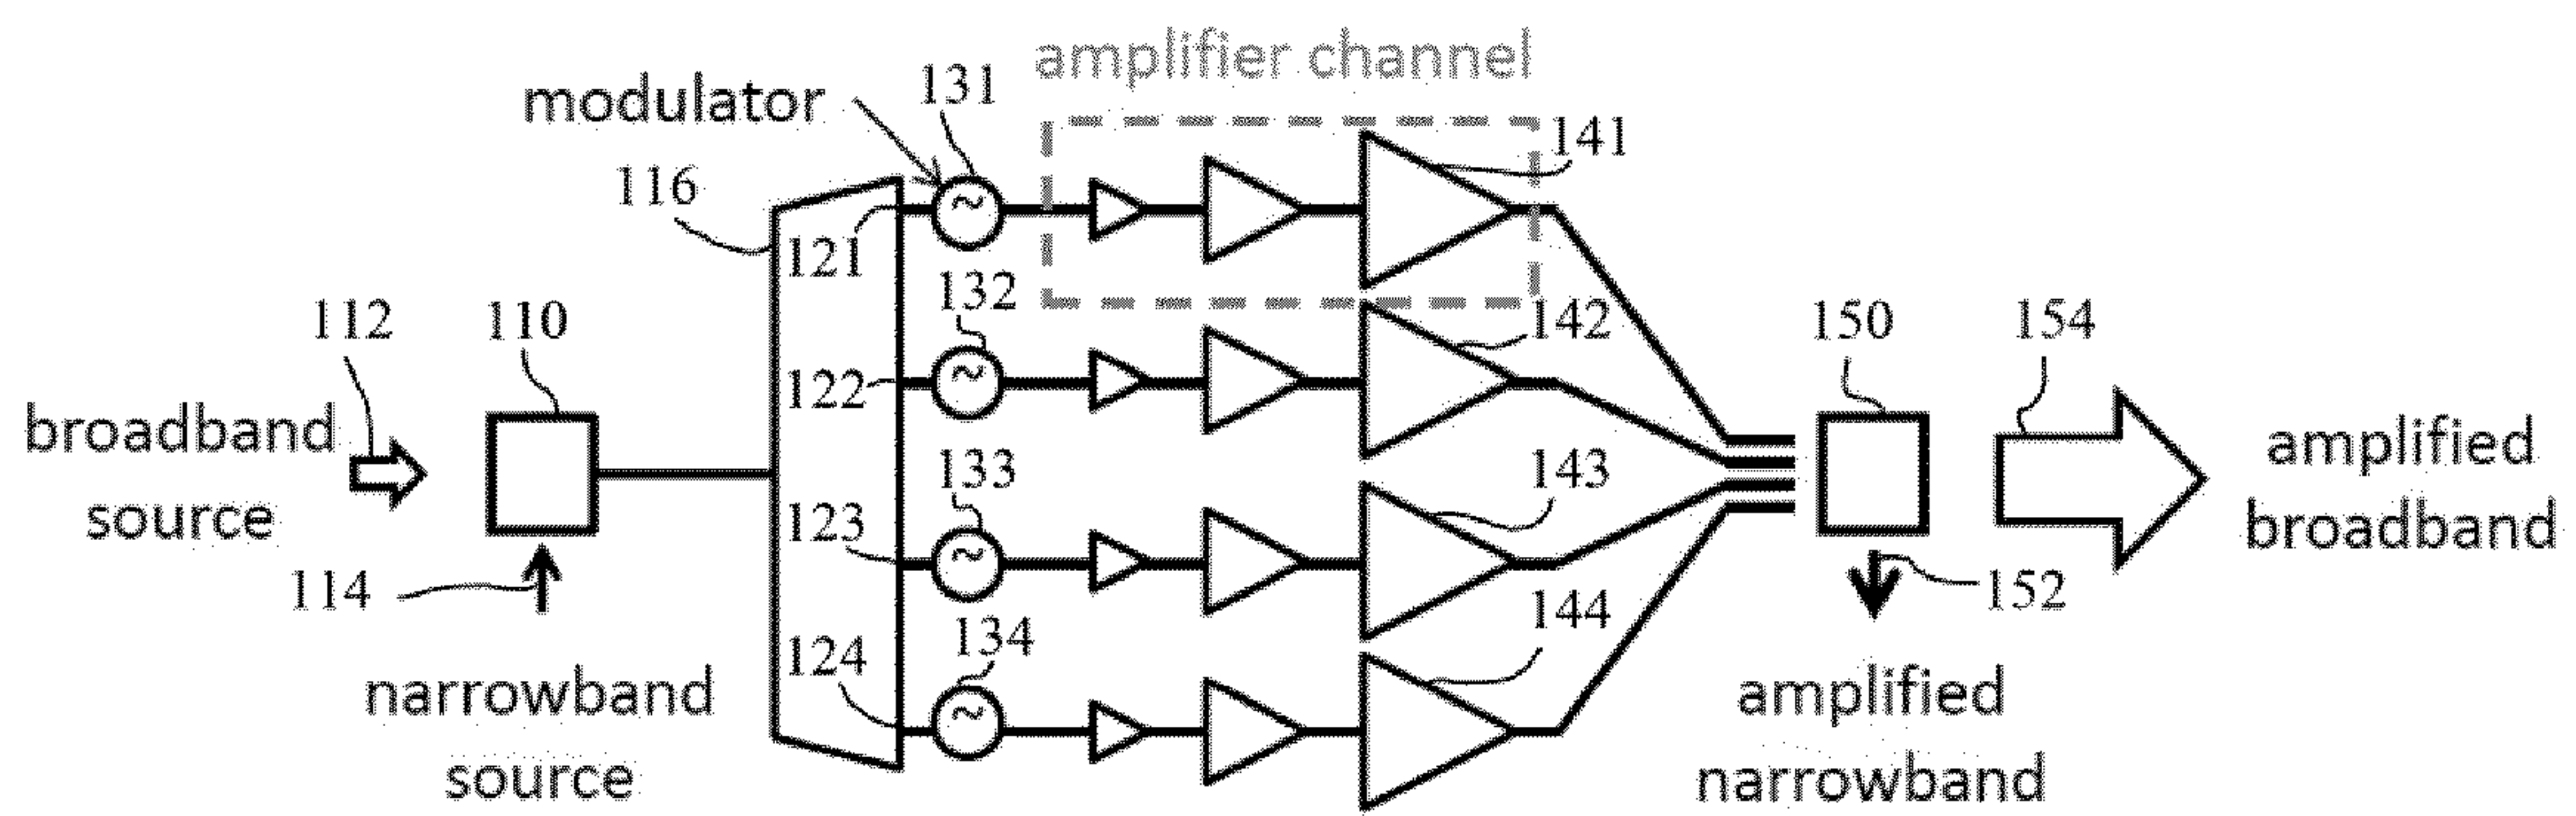 amplifier channel
modulator
131
141
116
121
132
142
112
110
150
154
122
broadband
source
133
143
amplified
broadband
123
114
152
144
134
124
narrowband
source
amplified
narrowband